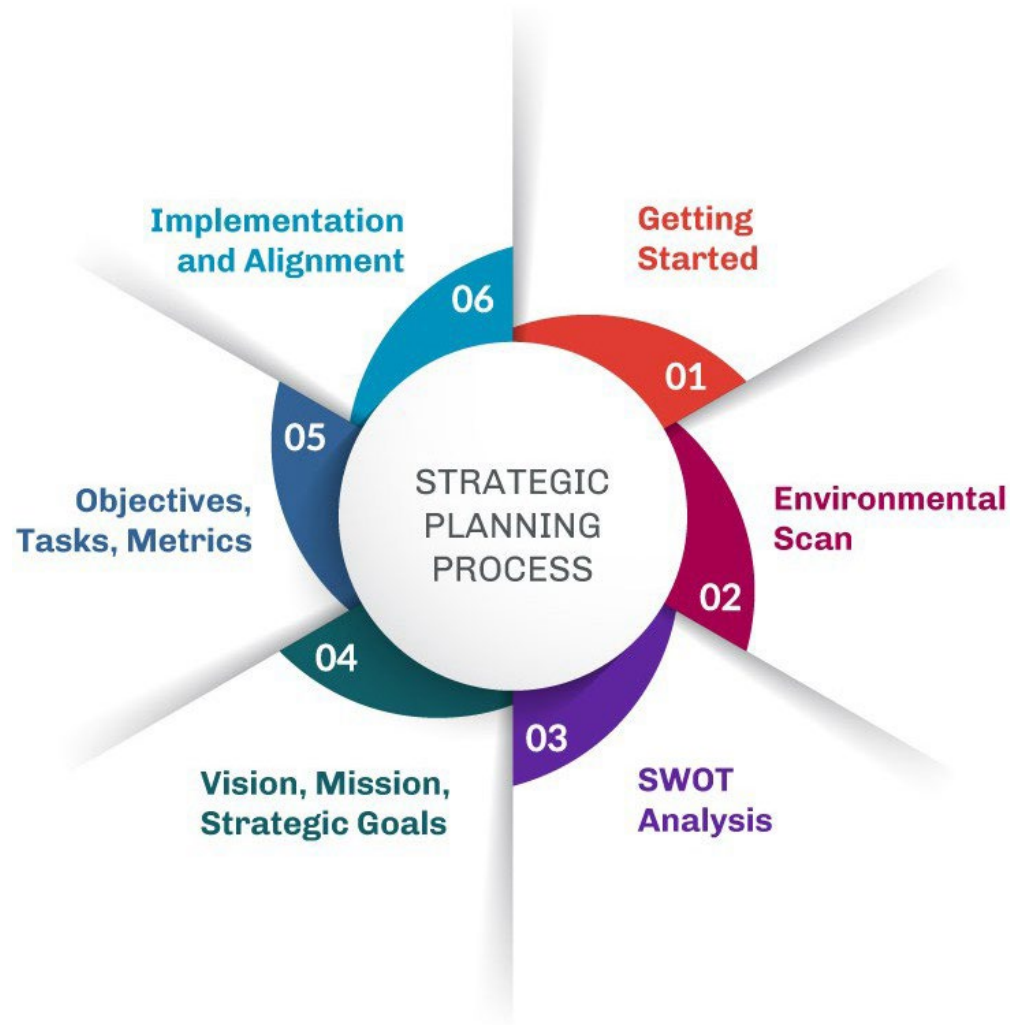 STRATEGIC
PLANNING
PROCESS
01
Getting
Started
02
Environmental
Scan
03
SWOT
Analysis
04
Vision, Mission,
Strategic Goals
05
Objectives,
Tasks, Metrics
06
Implementation
and Alignment